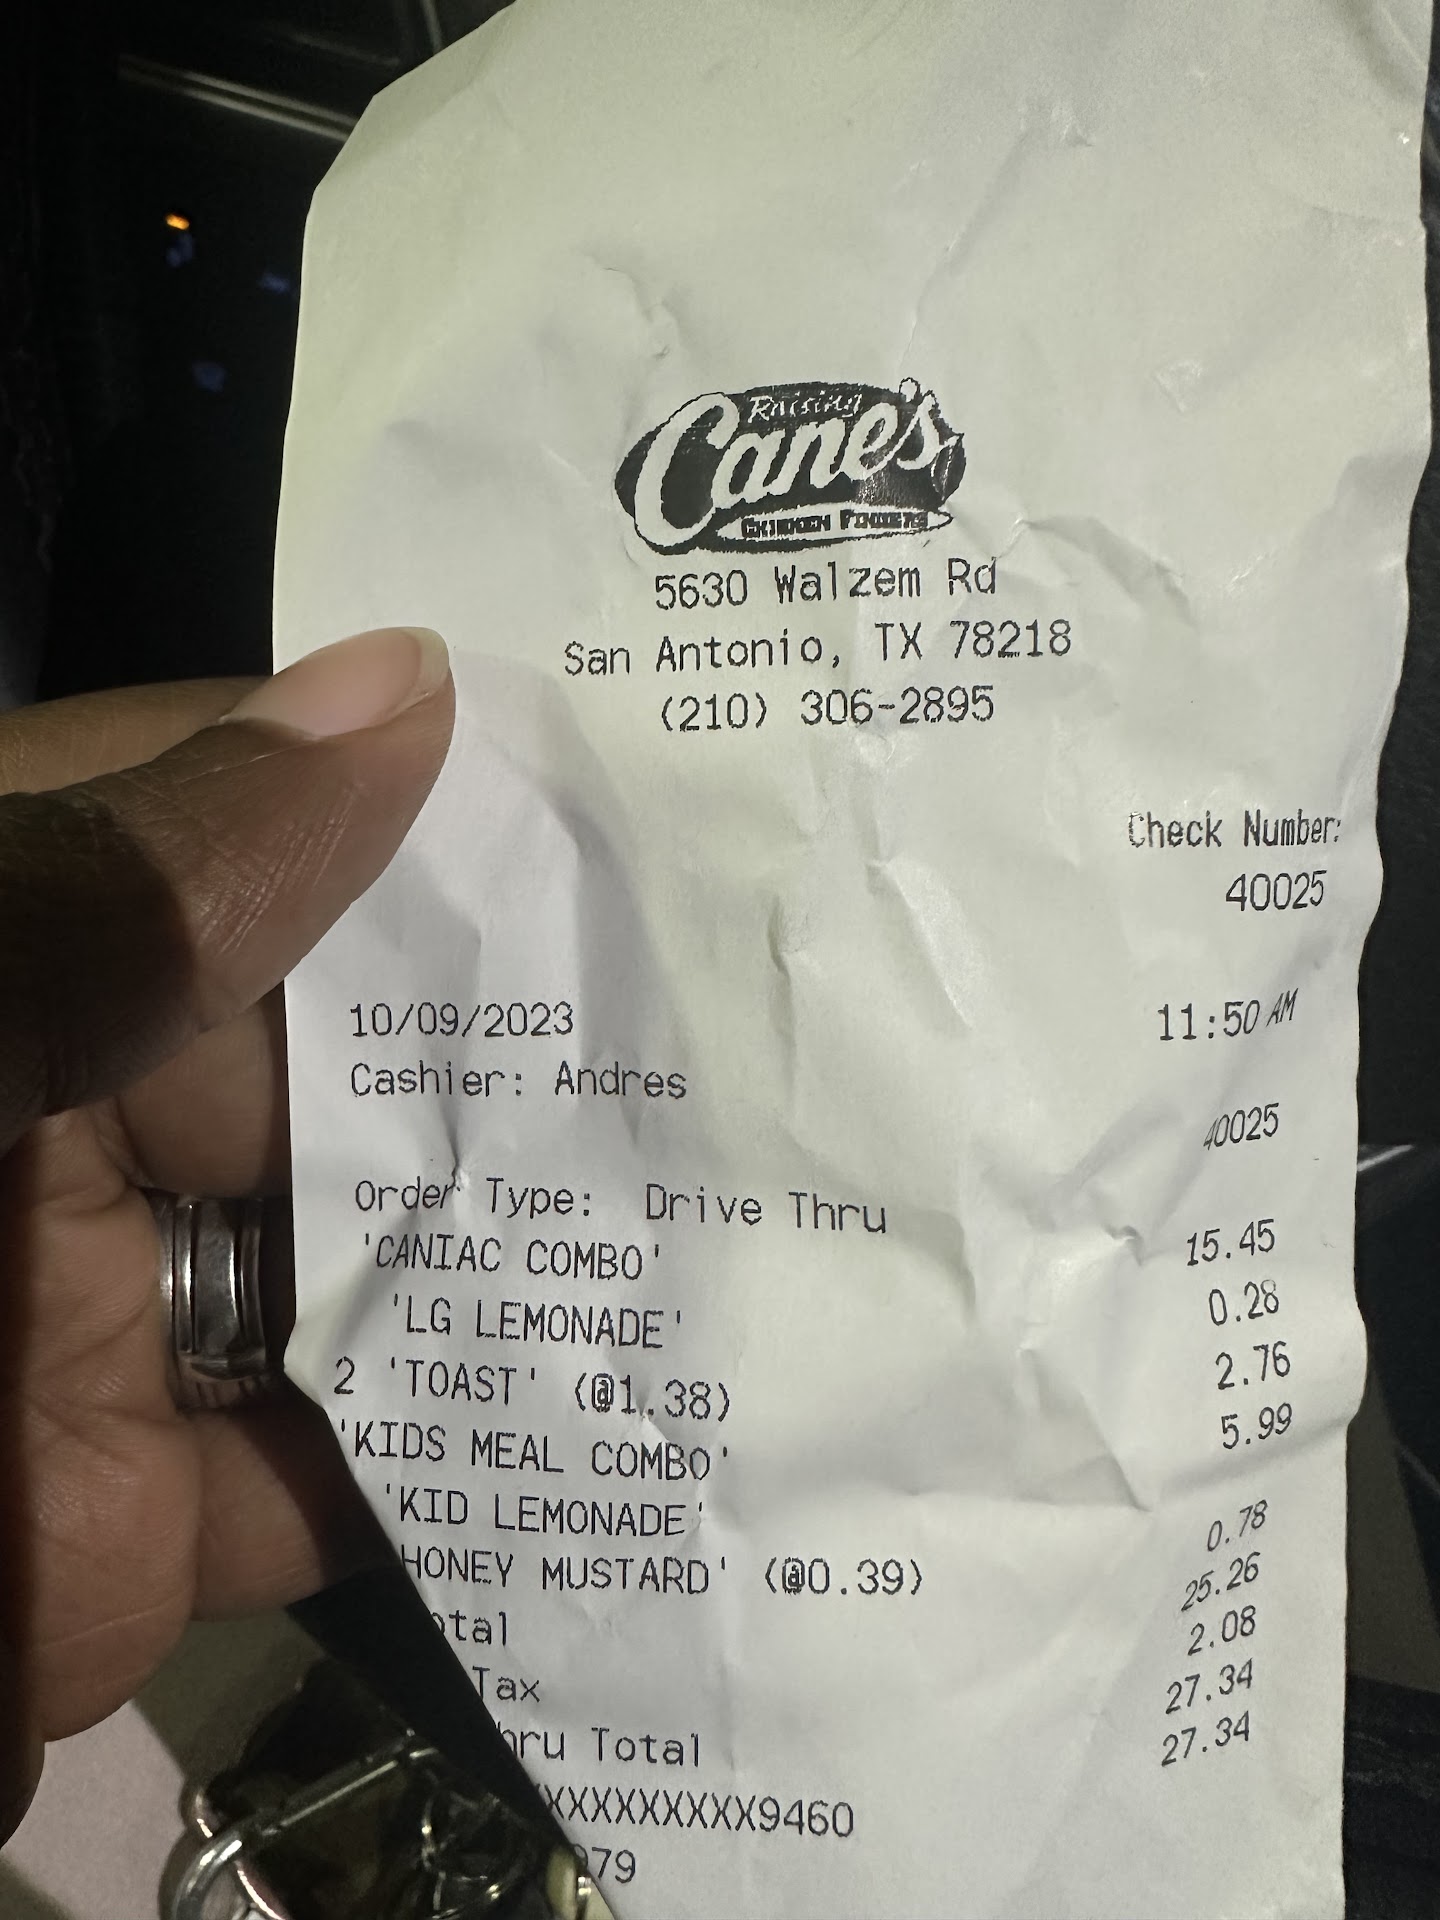 Raising
Cane's
CHICKEN FINGERS
5630 Walzem Rd
San Antonio, TX 78218
(210) 306-2895
Check Number:
40025
10/09/2023 11:50 AM
Cashier: Andres
40025
Order Type: Drive Thru
'CANIAC COMBO' 15.45
'LG LEMONADE' 0.28
2 'TOAST' (@1.38) 2.76
'KIDS MEAL COMBO' 5.99
'KID LEMONADE'
HONEY MUSTARD' (@0.39) 0.78
otal 25.26
Tax 2.08
hru Total 27.34
XXXXXXXXXX9460 27.34
979